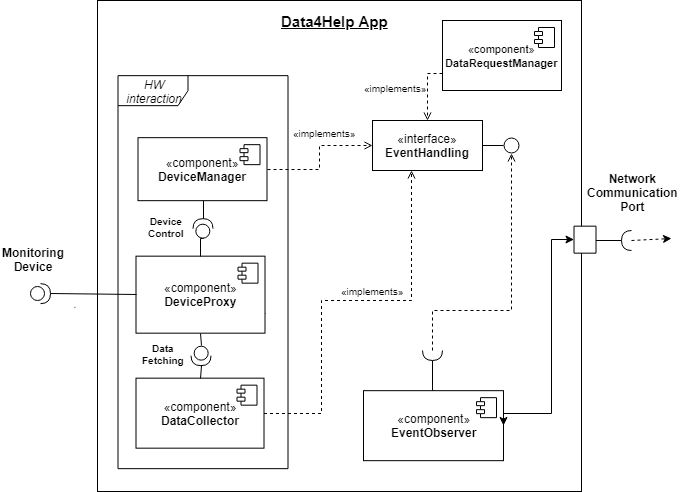 Data4Help App
«component»
DataRequestManager
HW
interaction
«implements»
«implements»
«interface»
EventHandling
«component»
DeviceManager
Network
Communication
Port
Device
Control
Monitoring
Device
«component»
DeviceProxy
«implements»
Data
Fetching
«component»
DataCollector
«component»
EventObserver